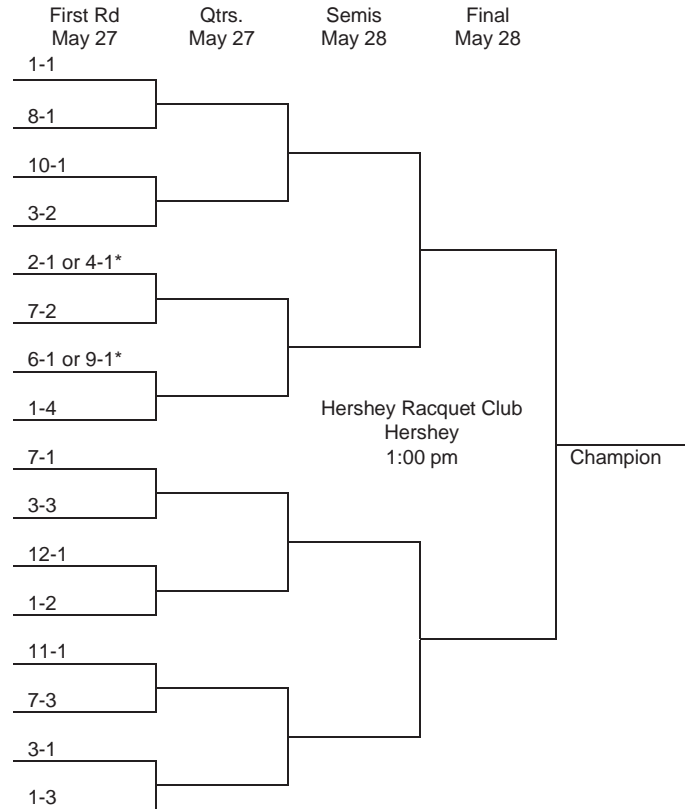 First Rd Qtrs. Semis Final
May 27 May 27 May 28 May 28
1-1
8-1
10-1
3-2
2-1 or 4-1*
7-2
6-1 or 9-1*
1-4
Hershey Racquet Club
Hershey
1:00 pm
Champion
7-1
3-3
12-1
1-2
11-1
7-3
3-1
1-3